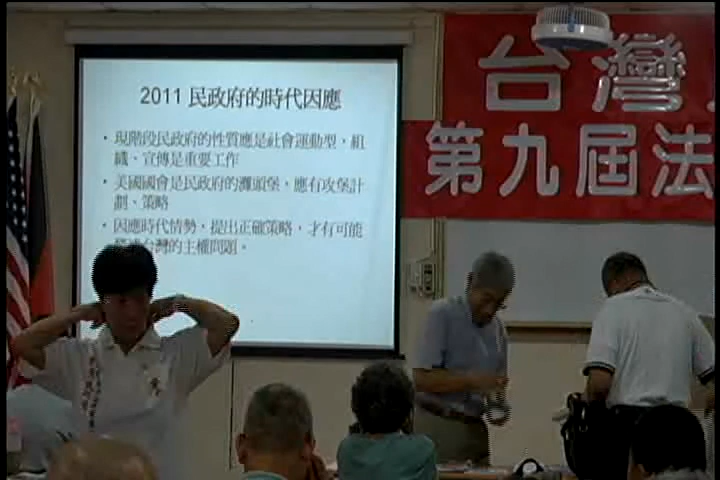 2011 民政府的時代因應
• 現階段民政府的性質應是社會運動型，組
織、宣傳是重要工作
• 美國國會是民政府的灘頭堡，應有攻堡計
劃、策略
• 因應時代情勢，提出正確策略，才有可能
台灣的主權問題。
台灣
第九屆法